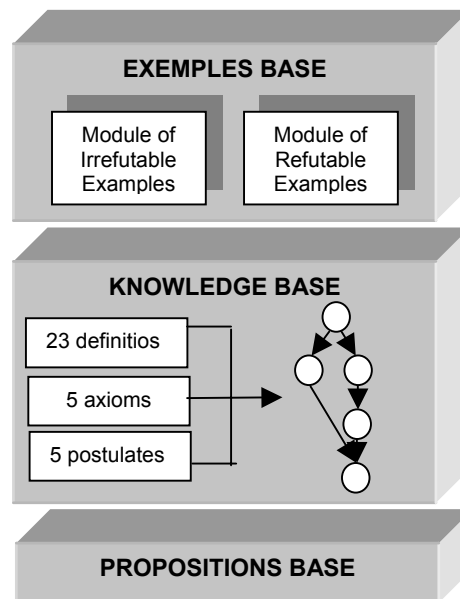 EXEMPLES BASE
Module of
Irrefutable
Examples
Module of
Refutable
Examples
KNOWLEDGE BASE
23 definitios
5 axioms
5 postulates
PROPOSITIONS BASE